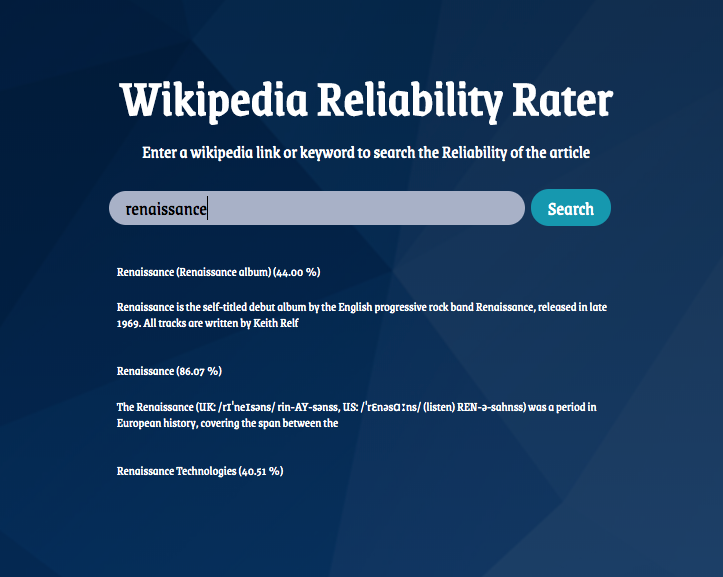 Wikipedia Reliability Rater
Enter a wikipedia link or keyword to search the Reliability of the article
renaissance
Search
Renaissance (Renaissance album) (44.00 %)
Renaissance is the self-titled debut album by the English progressive rock band Renaissance, released in late
1969. All tracks are written by Keith Relf
Renaissance (86.07 %)
The Renaissance (UK: /rɪˈneɪsəns/ rin-AY-sənss, US: /ˈrɛnəsɑːns/ (listen) REN-ə-sahnss) was a period in
European history, covering the span between the
Renaissance Technologies (40.51 %)